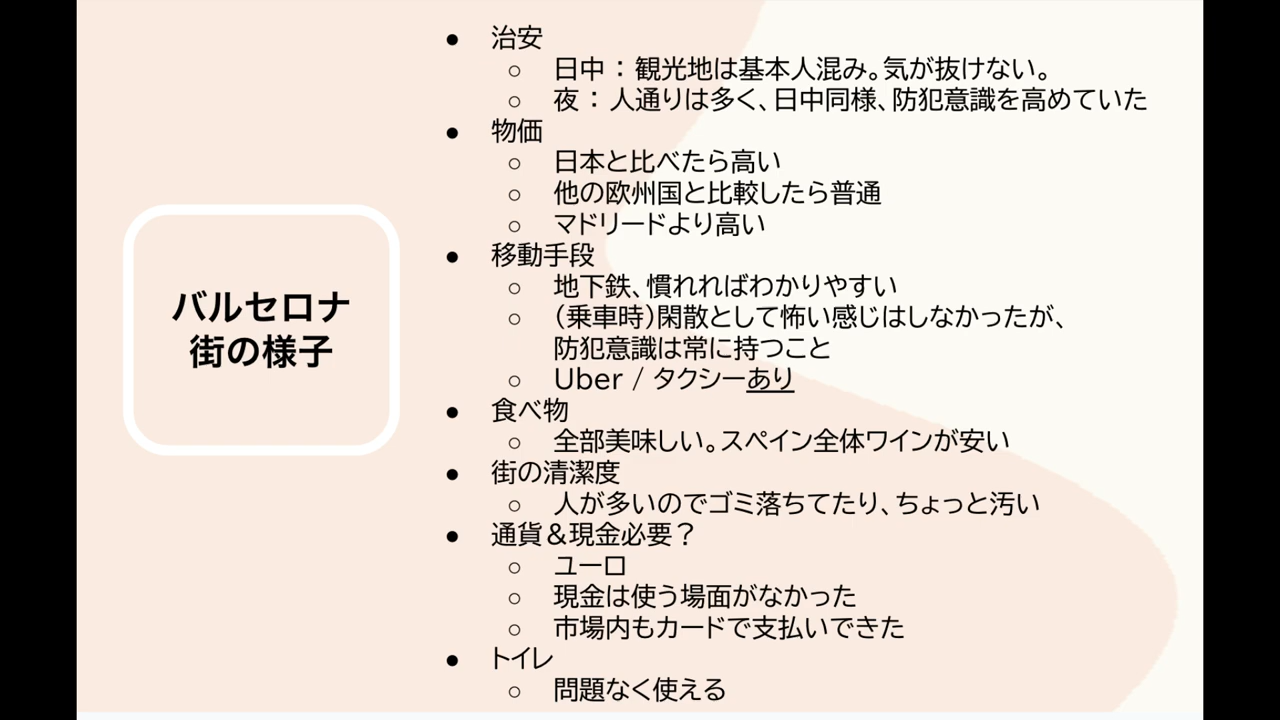 バルセロナ
街の様子
● 治安
○ 日中：観光地は基本人混み。気が抜けない。
○ 夜：人通りは多く、日中同様、防犯意識を高めていた
● 物価
○ 日本と比べたら高い
○ 他の欧州国と比較したら普通
○ マドリードより高い
● 移動手段
○ 地下鉄、慣れればわかりやすい
○ （乗車時）閑散として怖い感じはしなかったが、
防犯意識は常に持つこと
○ Uber / タクシーあり
● 食べ物
○ 全部美味しい。スペイン全体ワインが安い
● 街の清潔度
○ 人が多いのでゴミ落ちてたり、ちょっと汚い
● 通貨＆現金必要？
○ ユーロ
○ 現金は使う場面がなかった
○ 市場内もカードで支払いできた
● トイレ
○ 問題なく使える